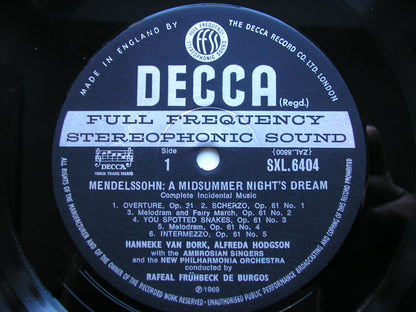 MADE IN ENGLAND BY
THE DECCA RECORD CO. LTD. LONDON
FULL FREQUENCY
ffss
STEREOPHONIC SOUND
DECCA
(Regd.)
FULL FREQUENCY
STEREOPHONIC SOUND
DECCA
Side
1
(ZAL.8800)
SXL.6404
MENDELSSOHN: A MIDSUMMER NIGHT'S DREAM
Complete Incidental Music
1. OVERTURE, Op. 21 2. SCHERZO, Op. 61 No. 1
3. Melodram and Fairy March, Op. 61 No. 2
4. YOU SPOTTED SNAKES, Op. 61 No. 3
5. Melodram, Op. 61 No. 4
6. INTERMEZZO, Op. 61 No. 5
HANNEKE VAN BORK, ALFREDA HODGSON
with the AMBROSIAN SINGERS
and the NEW PHILHARMONIA ORCHESTRA
conducted by
RAFEAL FRÜHBECK DE BURGOS
℗1969
ALL RIGHTS OF THE MANUFACTURER AND OF THE OWNER OF THE RECORDED WORK RESERVED · UNAUTHORISED PUBLIC PERFORMANCE BROADCASTING AND COPYING OF THIS RECORD PROHIBITED